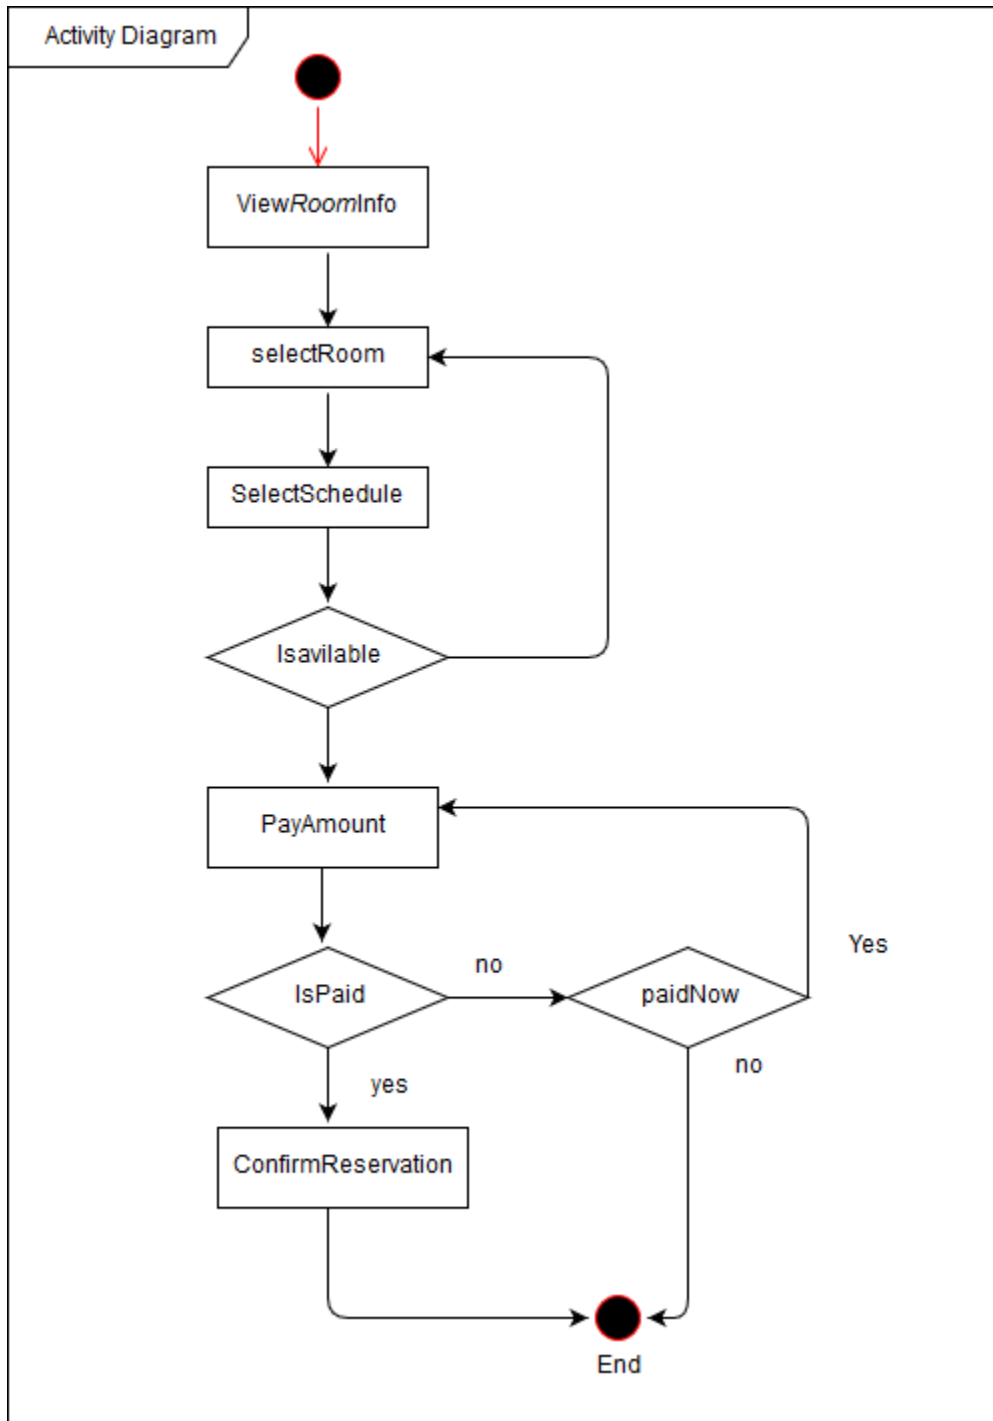 Activity Diagram
ViewRoomInfo
selectRoom
SelectSchedule
Isavilable
PayAmount
Yes
no
IsPaid
paidNow
no
yes
ConfirmReservation
End